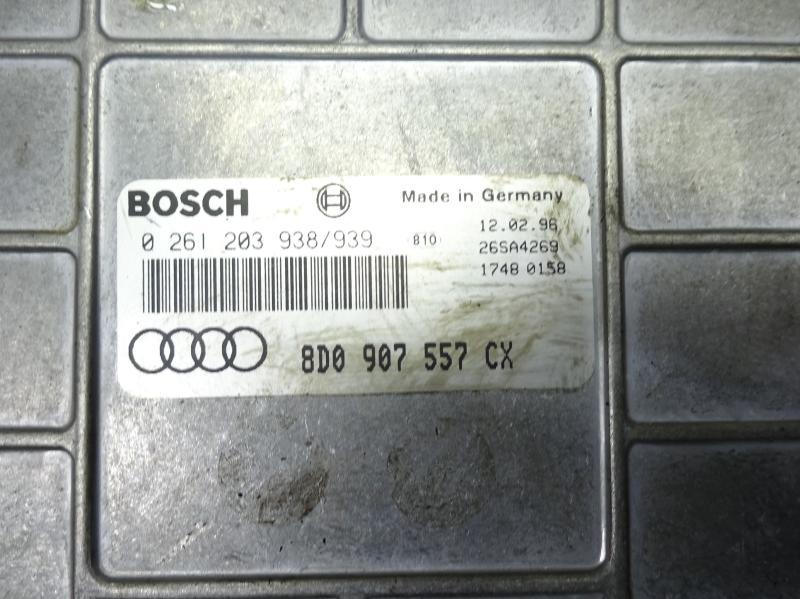 BOSCH Made in Germany
0 261 203 938/939 (810) 12.02.96
26SA4269
1748 0158
8D0 907 557 CX